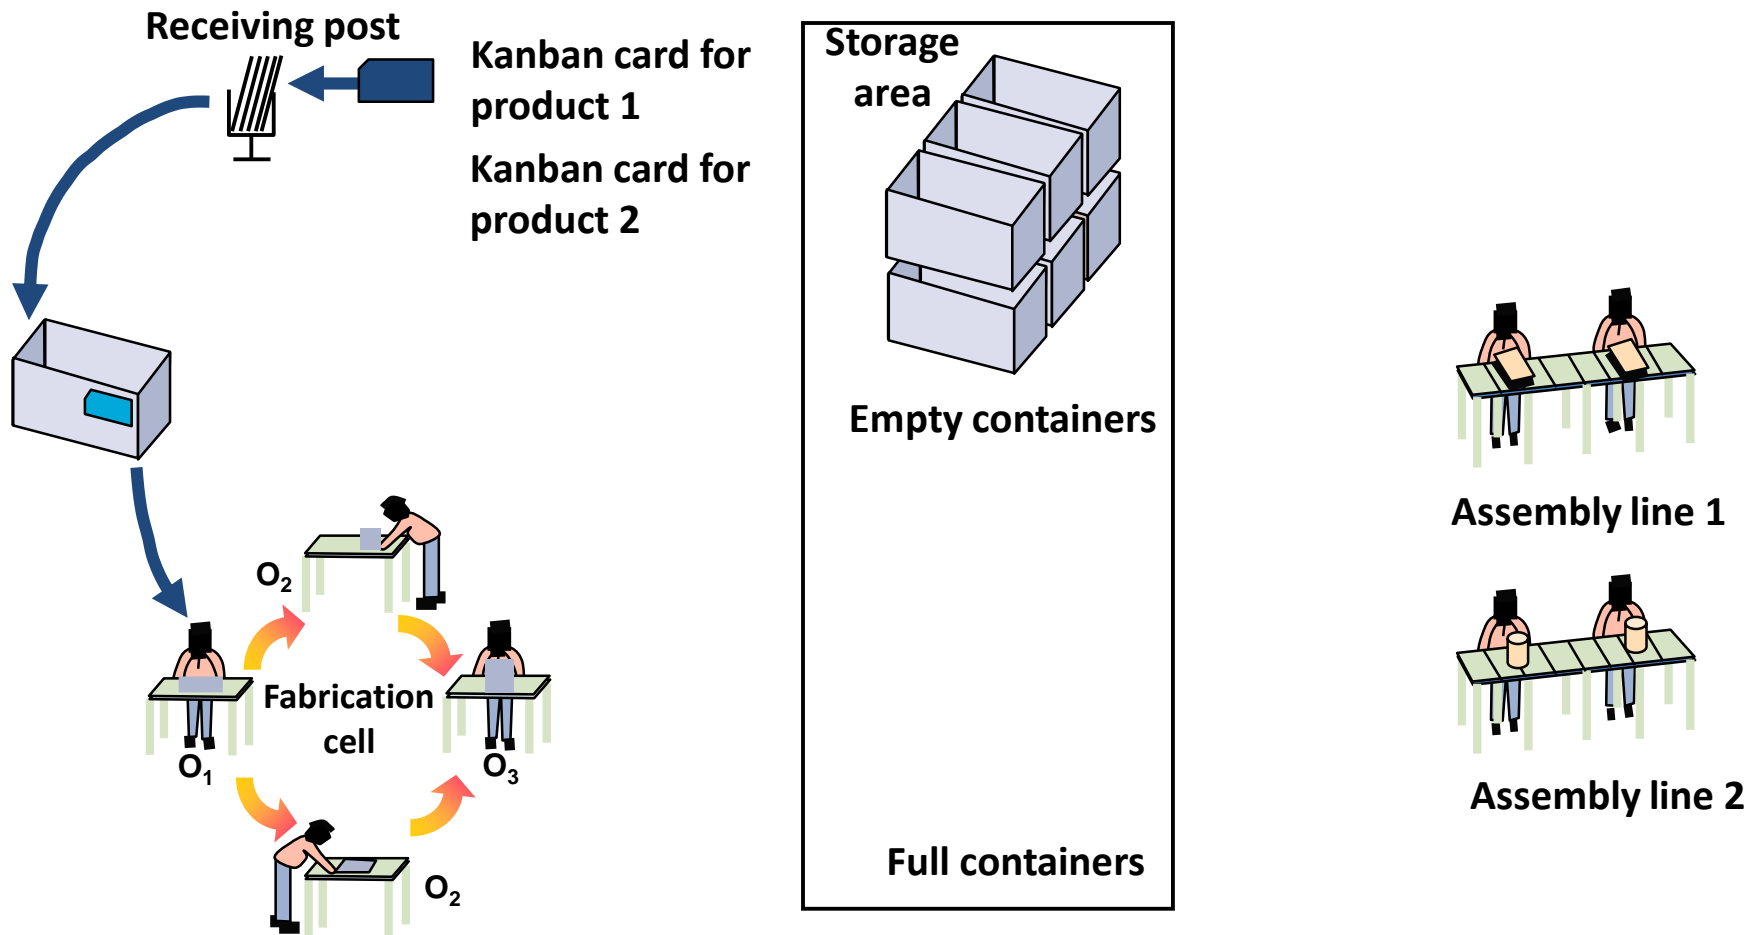 Receiving post
Kanban card for
product 1
Kanban card for
product 2
Storage
area
Empty containers
Assembly line 1
O₂
Fabrication
cell
O₁
O₃
Assembly line 2
Full containers
O₂